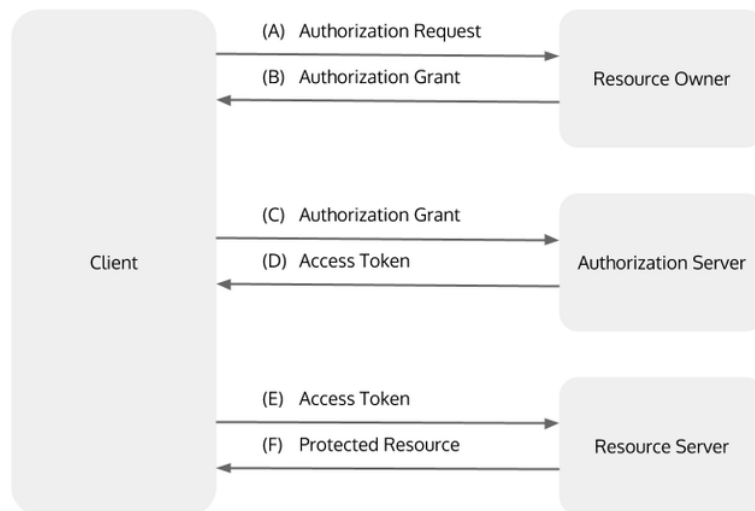 (A) Authorization Request
(B) Authorization Grant
Resource Owner
(C) Authorization Grant
Client
(D) Access Token
Authorization Server
(E) Access Token
(F) Protected Resource
Resource Server